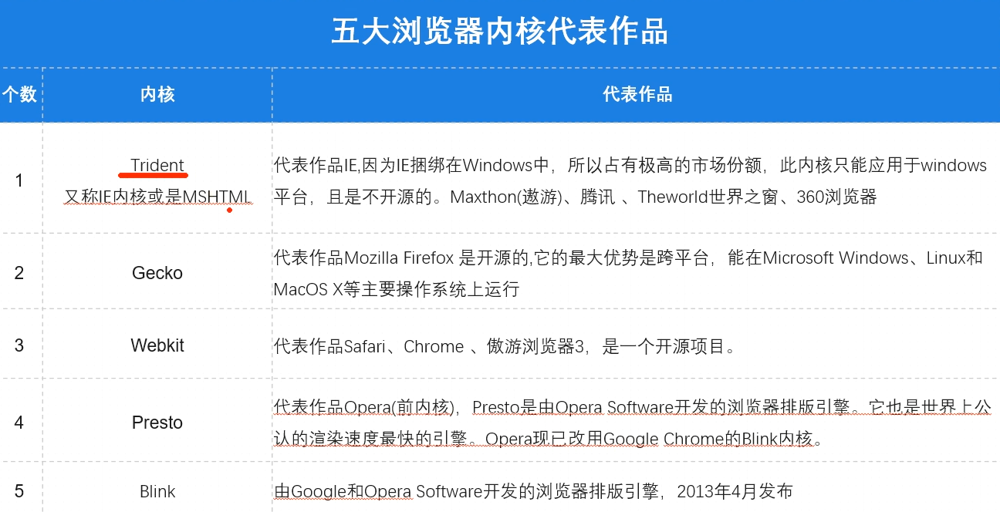 五大浏览器内核代表作品
个数 内核 代表作品
1
Trident
又称IE内核或是MSHTML
代表作品IE,因为IE捆绑在Windows中，所以占有极高的市场份额，此内核只能应用于windows
平台，且是不开源的。Maxthon(遨游)、腾讯 、Theworld世界之窗、360浏览器
2
Gecko
代表作品Mozilla Firefox 是开源的,它的最大优势是跨平台，能在Microsoft Windows、Linux和
MacOS X等主要操作系统上运行
3
Webkit
代表作品Safari、Chrome 、傲游浏览器3，是一个开源项目。
4
Presto
代表作品Opera(前内核)，Presto是由Opera Software开发的浏览器排版引擎。它也是世界上公
认的渲染速度最快的引擎。Opera现已改用Google Chrome的Blink内核。
5
Blink
由Google和Opera Software开发的浏览器排版引擎，2013年4月发布